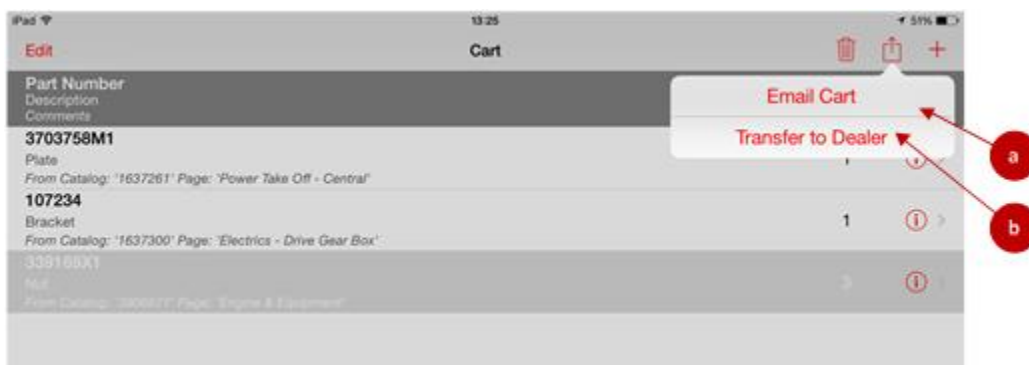 iPad 13:25 51%
Edit Cart +
Part Number
Description
Comments
Email Cart
Transfer to Dealer
a
3703758M1
Plate
1
From Catalog: '1637261' Page: 'Power Take Off - Central'
107234
Bracket
1
b
From Catalog: '1637300' Page: 'Electrics - Drive Gear Box'
339168X1
Nut
3
From Catalog: Page: 'Engine & Equipment'